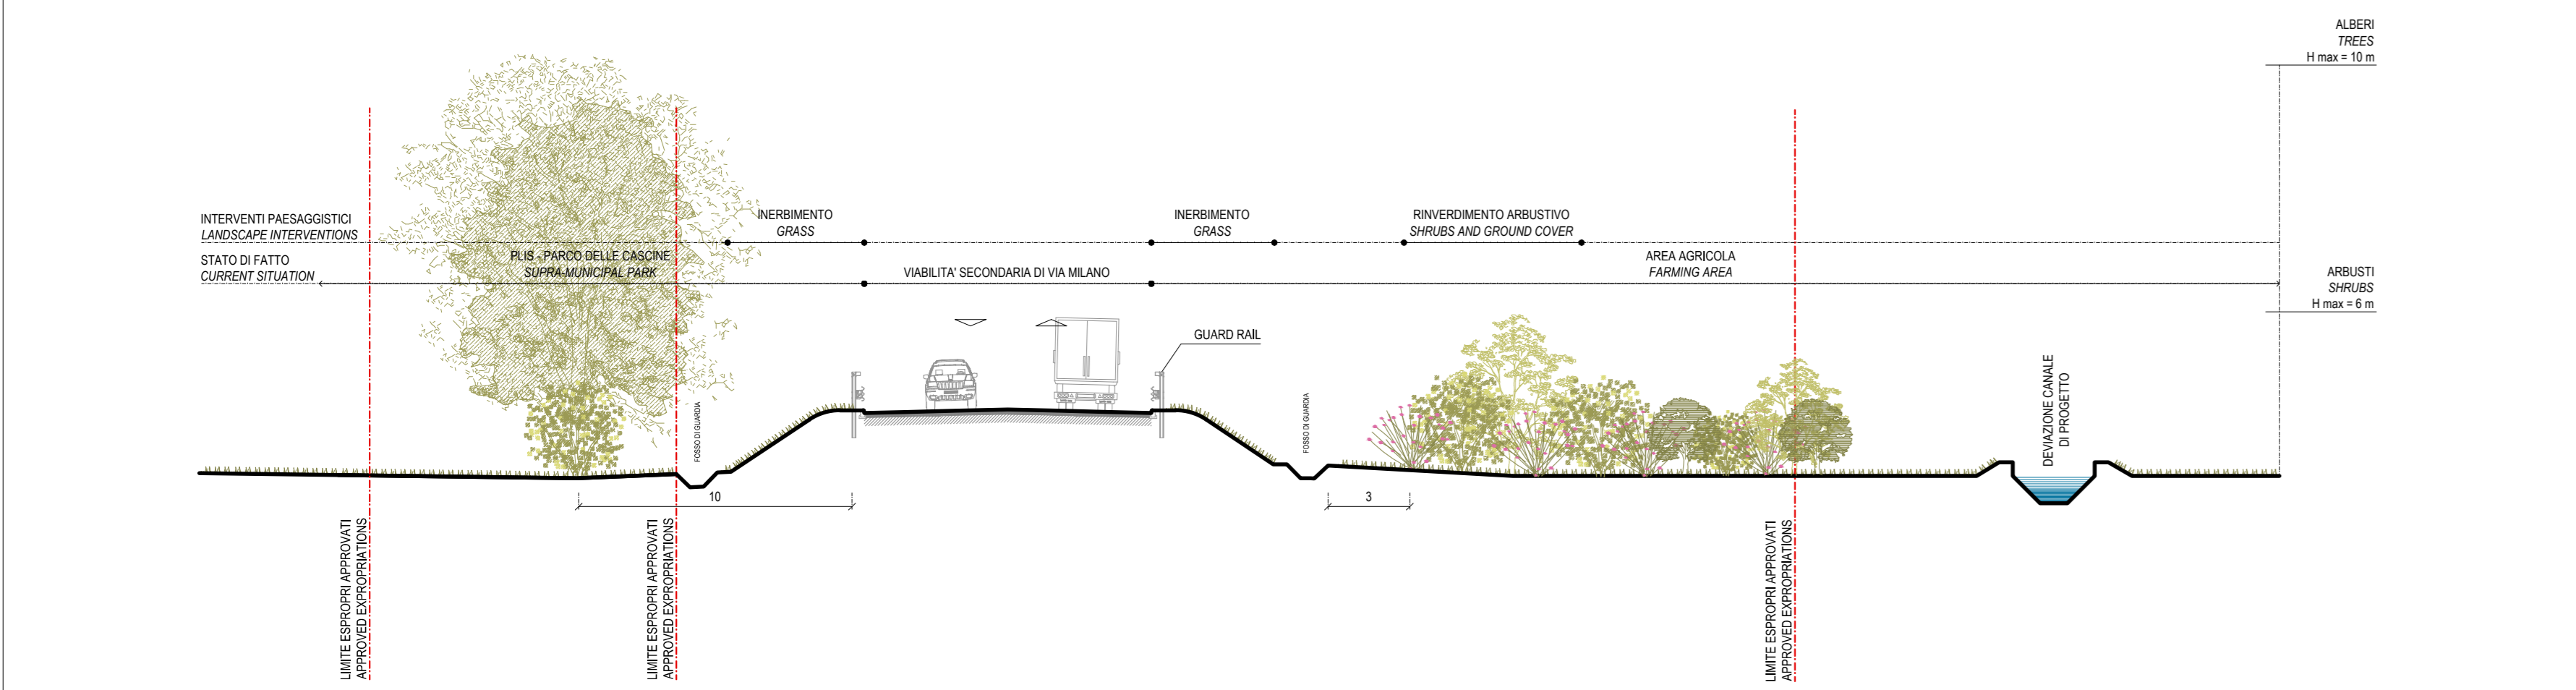 ALBERI
TREES
H max = 10 m
INTERVENTI PAESAGGISTICI
LANDSCAPE INTERVENTIONS
INERBIMENTO
GRASS
INERBIMENTO
GRASS
RINVERDIMENTO ARBUSTIVO
SHRUBS AND GROUND COVER
STATO DI FATTO
CURRENT SITUATION
PLIS - PARCO DELLE CASCINE
SUPRA-MUNICIPAL PARK
VIABILITA' SECONDARIA DI VIA MILANO
AREA AGRICOLA
FARMING AREA
ARBUSTI
SHRUBS
H max = 6 m
GUARD RAIL
FOSSO DI GUARDIA
FOSSO DI GUARDIA
DEVIAZIONE CANALE
DI PROGETTO
10
3
LIMITE ESPROPRI APPROVATI
APPROVED EXPROPRIATIONS
LIMITE ESPROPRI APPROVATI
APPROVED EXPROPRIATIONS
LIMITE ESPROPRI APPROVATI
APPROVED EXPROPRIATIONS